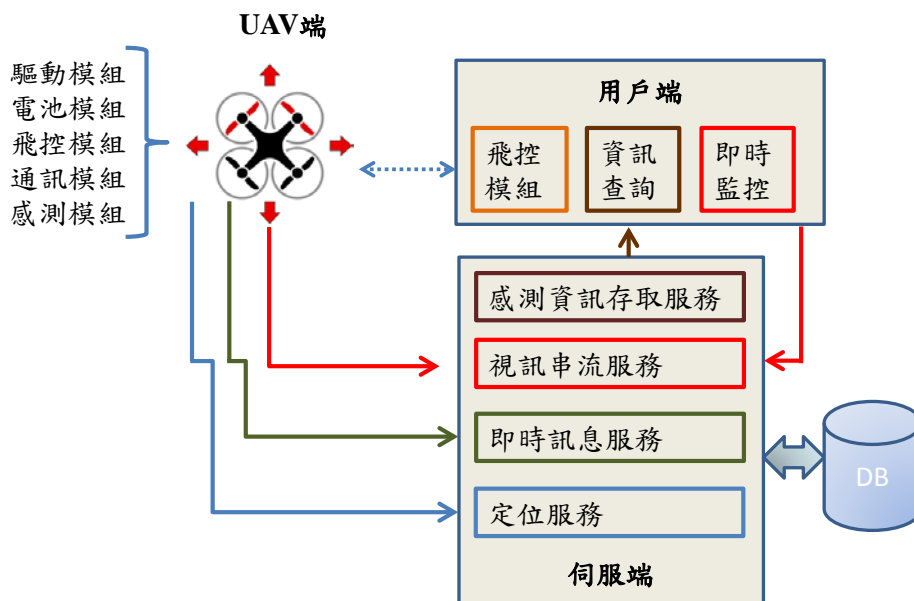 UAV端
驅動模組
電池模組
飛控模組
通訊模組
感測模組
用戶端
飛控
模組
資訊
查詢
即時
監控
感測資訊存取服務
視訊串流服務
即時訊息服務
定位服務
伺服端
DB